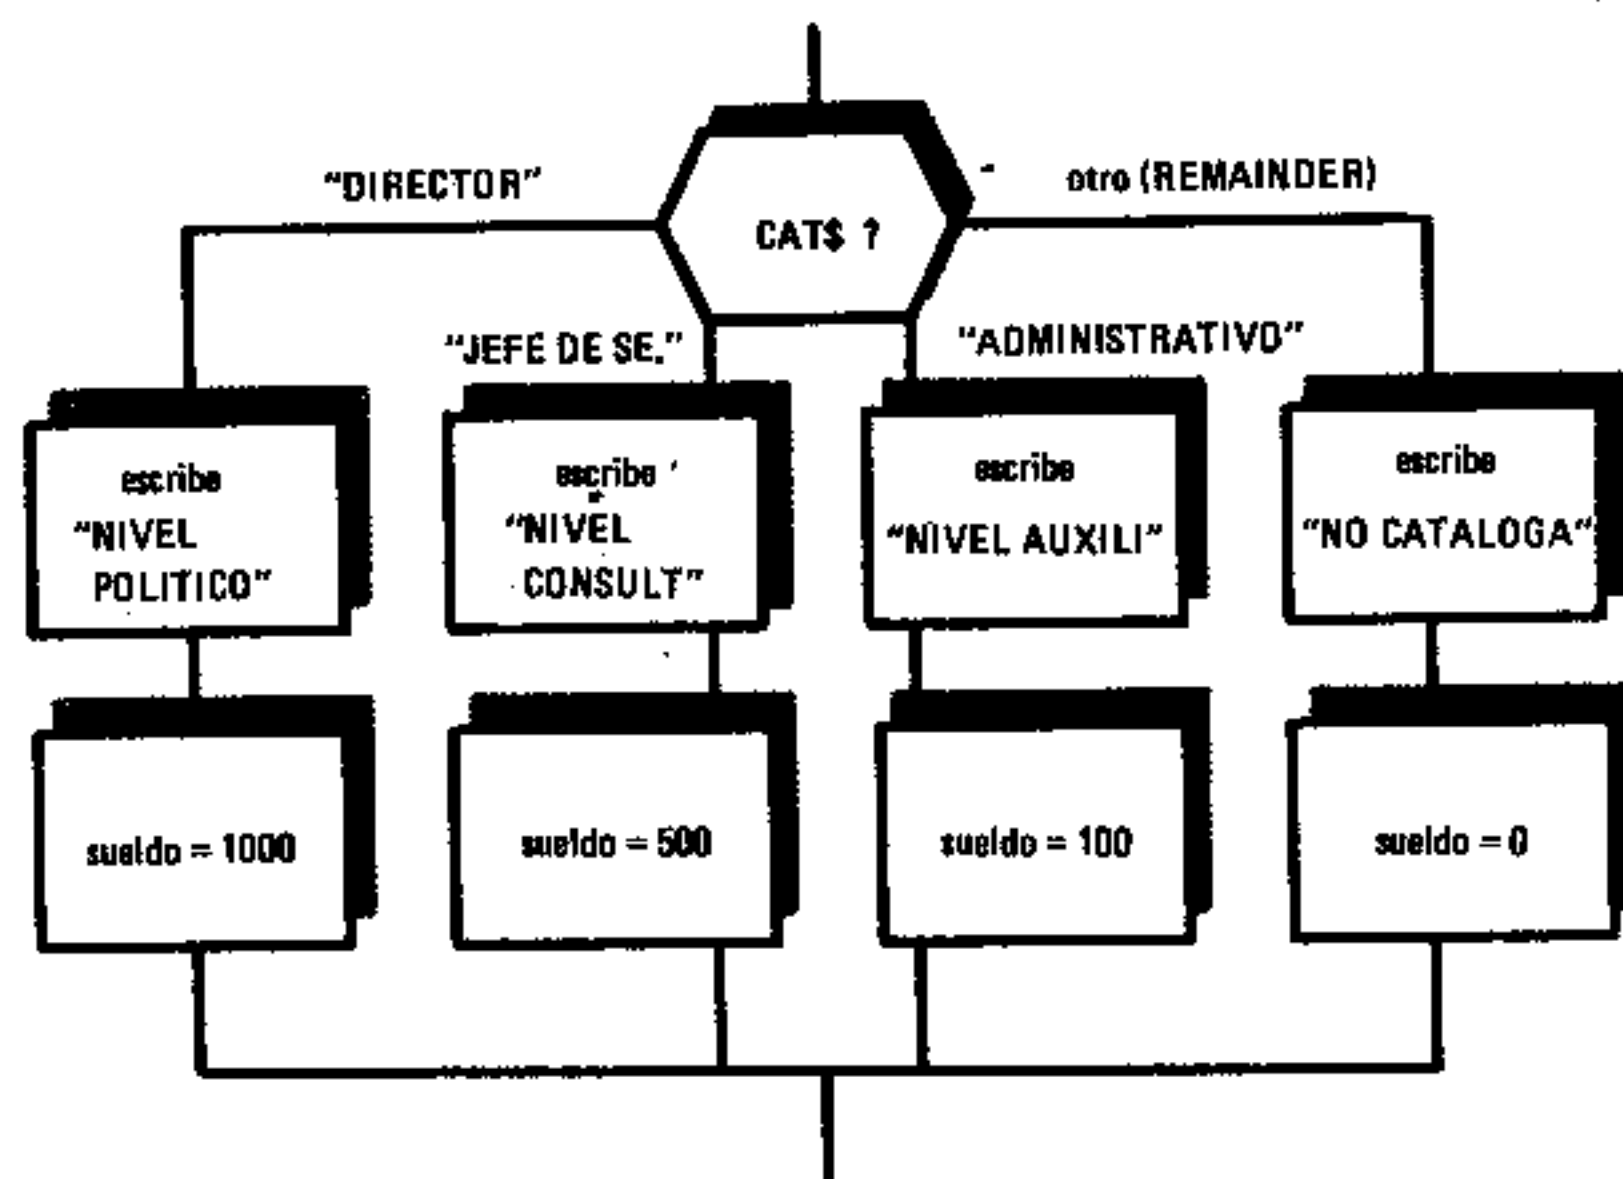 "DIRECTOR"
otro (REMAINDER)
CAT$ ?
"JEFE DE SE."
"ADMINISTRATIVO"
escribe
"NIVEL
POLITICO"
escribe
"NIVEL
CONSULT"
escribe
"NIVEL AUXILI"
escribe
"NO CATALOGA"
sueldo = 1000
sueldo = 500
sueldo = 100
sueldo = 0